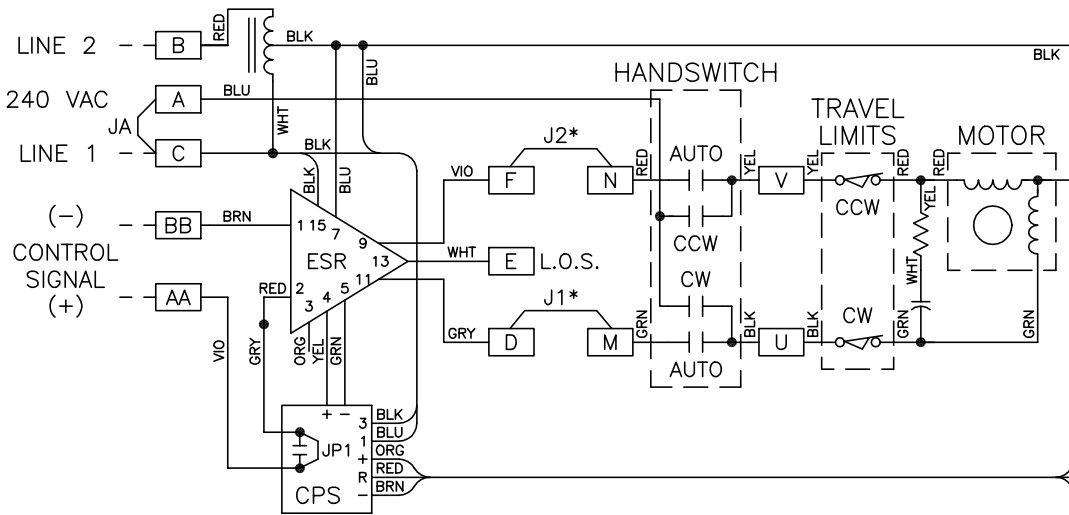 LINE 2
B
RED
BLK
BLU
BLK
240 VAC
A
BLU
JA
WHT
LINE 1
C
BLK
BLK
BLU
HANDSWITCH
TRAVEL
LIMITS
MOTOR
J2*
VIO
F
N
RED
AUTO
YEL
V
YEL
RED
RED
CCW
CCW
YEL
WHT
(-)
BB
BRN
CONTROL
SIGNAL
(+)
AA
1
15
7
9
13
11
ESR
2
3
4
5
RED
WHT
E
L.O.S.
J1*
GRY
D
M
GRN
CW
AUTO
BLK
U
BLK
CW
GRN
GRN
VIO
GRY
ORG
YEL
GRN
+ -
JP1
CPS
3
BLK
1
BLU
+
ORG
R
RED
-
BRN